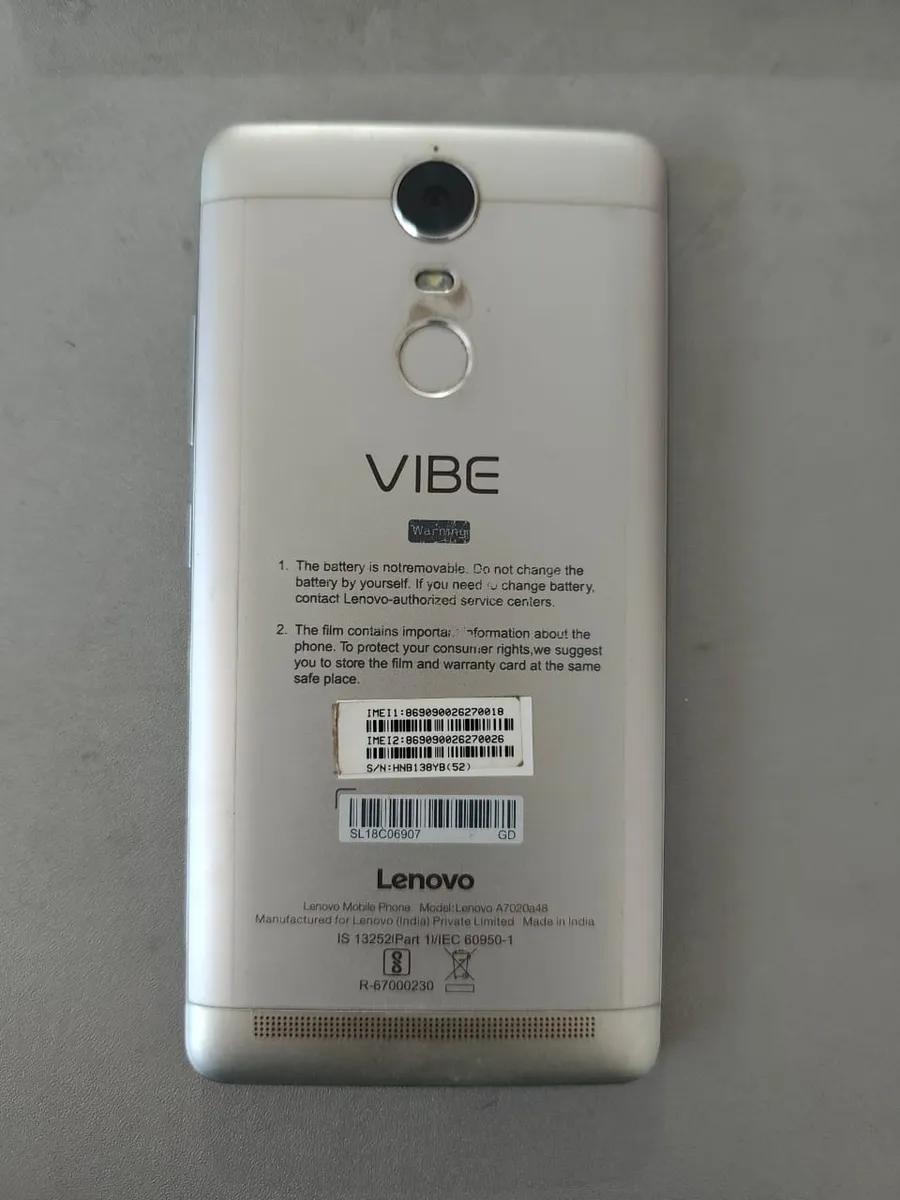 VIBE
Warning
1. The battery is notremovable. Do not change the
battery by yourself. If you need to change battery,
contact Lenovo-authorized service centers.
2. The film contains important information about the
phone. To protect your consumer rights,we suggest
you to store the film and warranty card at the same
safe place.
IMEI1:869090026270018
IMEI2:869090026270026
S/N:HNB138YB(52)
SL18C06907 GD
Lenovo
Lenovo Mobile Phone Model:Lenovo A7020a48
Manufactured for Lenovo (India) Private Limited Made in India
IS 13252(Part 1)/IEC 60950-1
R-67000230